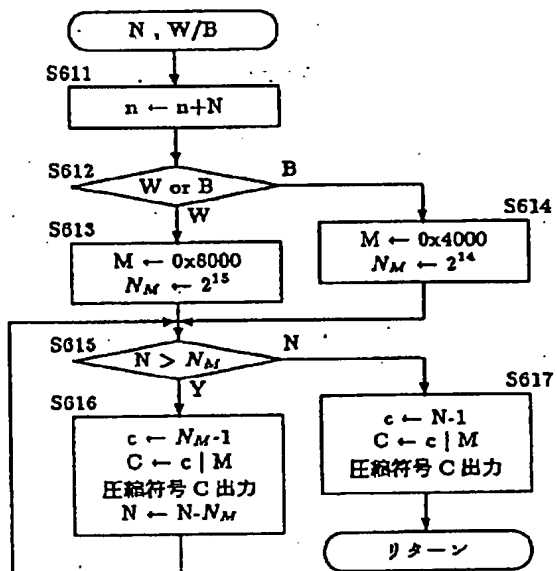 N , W/B
S611
n ← n+N
S612
W or B
B
W
S613
M ← 0x8000
N_M ← 2^15
S614
M ← 0x4000
N_M ← 2^14
S615
N > N_M
N
Y
S616
c ← N_M-1
C ← c | M
圧縮符号 C 出力
N ← N-N_M
S617
c ← N-1
C ← c | M
圧縮符号 C 出力
リターン